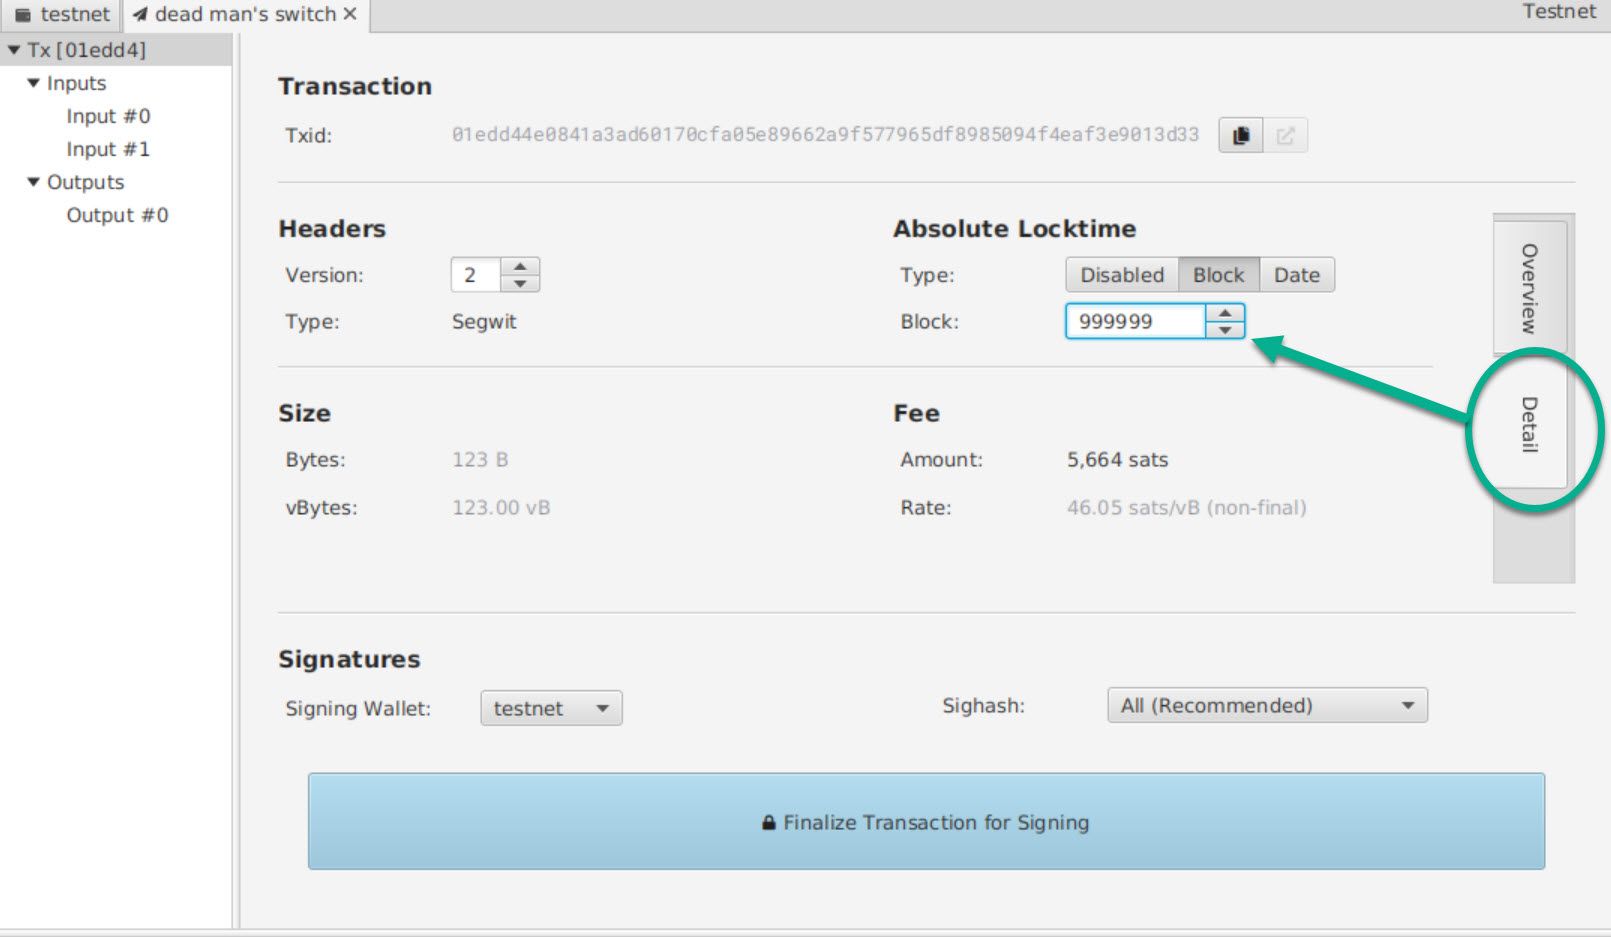 testnet
dead man's switch
Testnet
Tx [01edd4]
Inputs
Input #0
Input #1
Outputs
Output #0
Transaction
Txid: 01edd44e0841a3ad60170cfa05e89662a9f577965df8985094f4eaf3e9013d33
Headers
Version: 2
Type: Segwit
Absolute Locktime
Type: Disabled Block Date
Block: 999999
Overview
Detail
Size
Bytes: 123 B
vBytes: 123.00 vB
Fee
Amount: 5,664 sats
Rate: 46.05 sats/vB (non-final)
Signatures
Signing Wallet: testnet
Sighash: All (Recommended)
Finalize Transaction for Signing